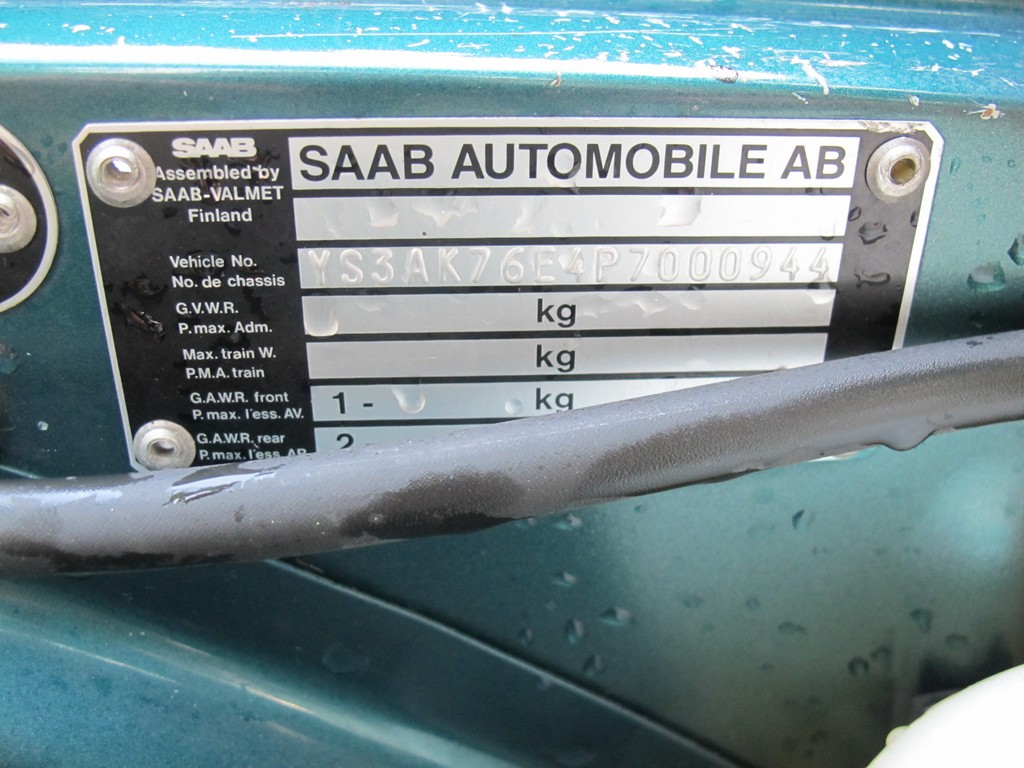 SAAB
Assembled by
SAAB-VALMET
Finland
SAAB AUTOMOBILE AB
Vehicle No.
No. de chassis
YS3AK76E4P7000944
G.V.W.R.
P.max. Adm.
kg
Max. train W.
P.M.A. train
kg
G.A.W.R. front
P.max. l'ess. AV.
1 - kg
G.A.W.R. rear
P.max. l'ess. AR
2 -